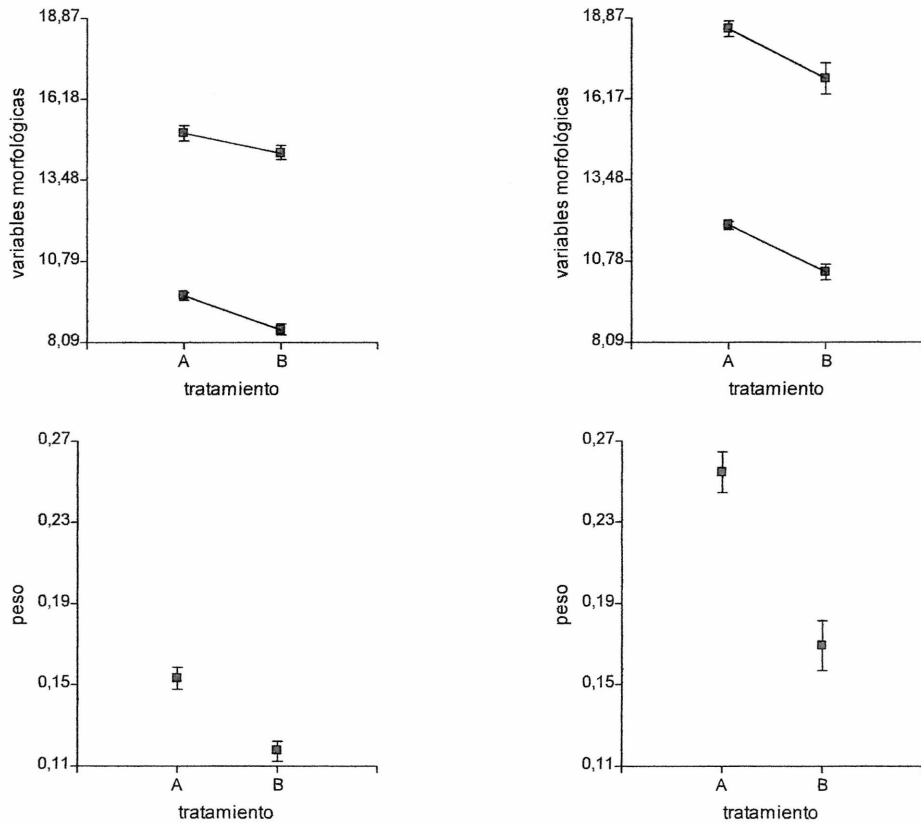 18,87
16,18
13,48
10,79
8,09
variables morfológicas
A B
tratamiento
18,87
16,17
13,48
10,78
8,09
variables morfológicas
A B
tratamiento
0,27
0,23
0,19
0,15
0,11
peso
A B
tratamiento
0,27
0,23
0,19
0,15
0,11
peso
A B
tratamiento